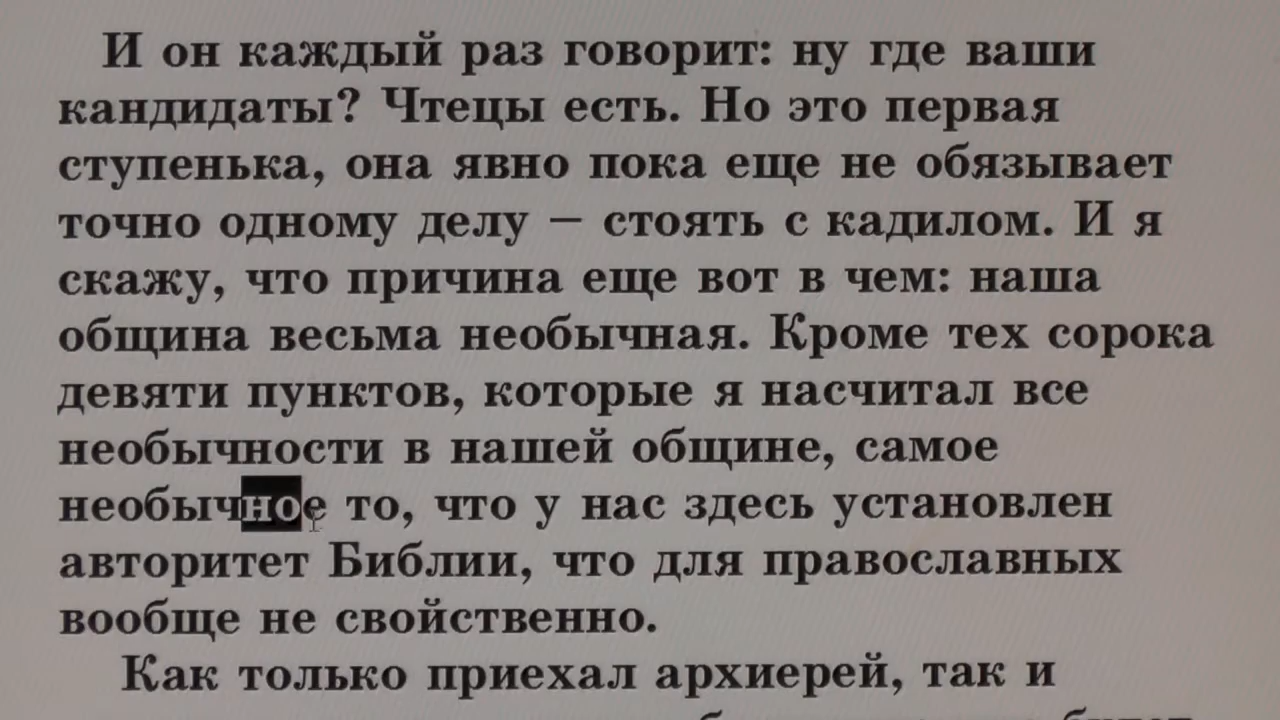 И он каждый раз говорит: ну где ваши
кандидаты? Чтецы есть. Но это первая
ступенька, она явно пока еще не обязывает
точно одному делу – стоять с кадилом. И я
скажу, что причина еще вот в чем: наша
община весьма необычная. Кроме тех сорока
девяти пунктов, которые я насчитал все
необычности в нашей общине, самое
необычное то, что у нас здесь установлен
авторитет Библии, что для православных
вообще не свойственно.
Как только приехал архиерей, так и